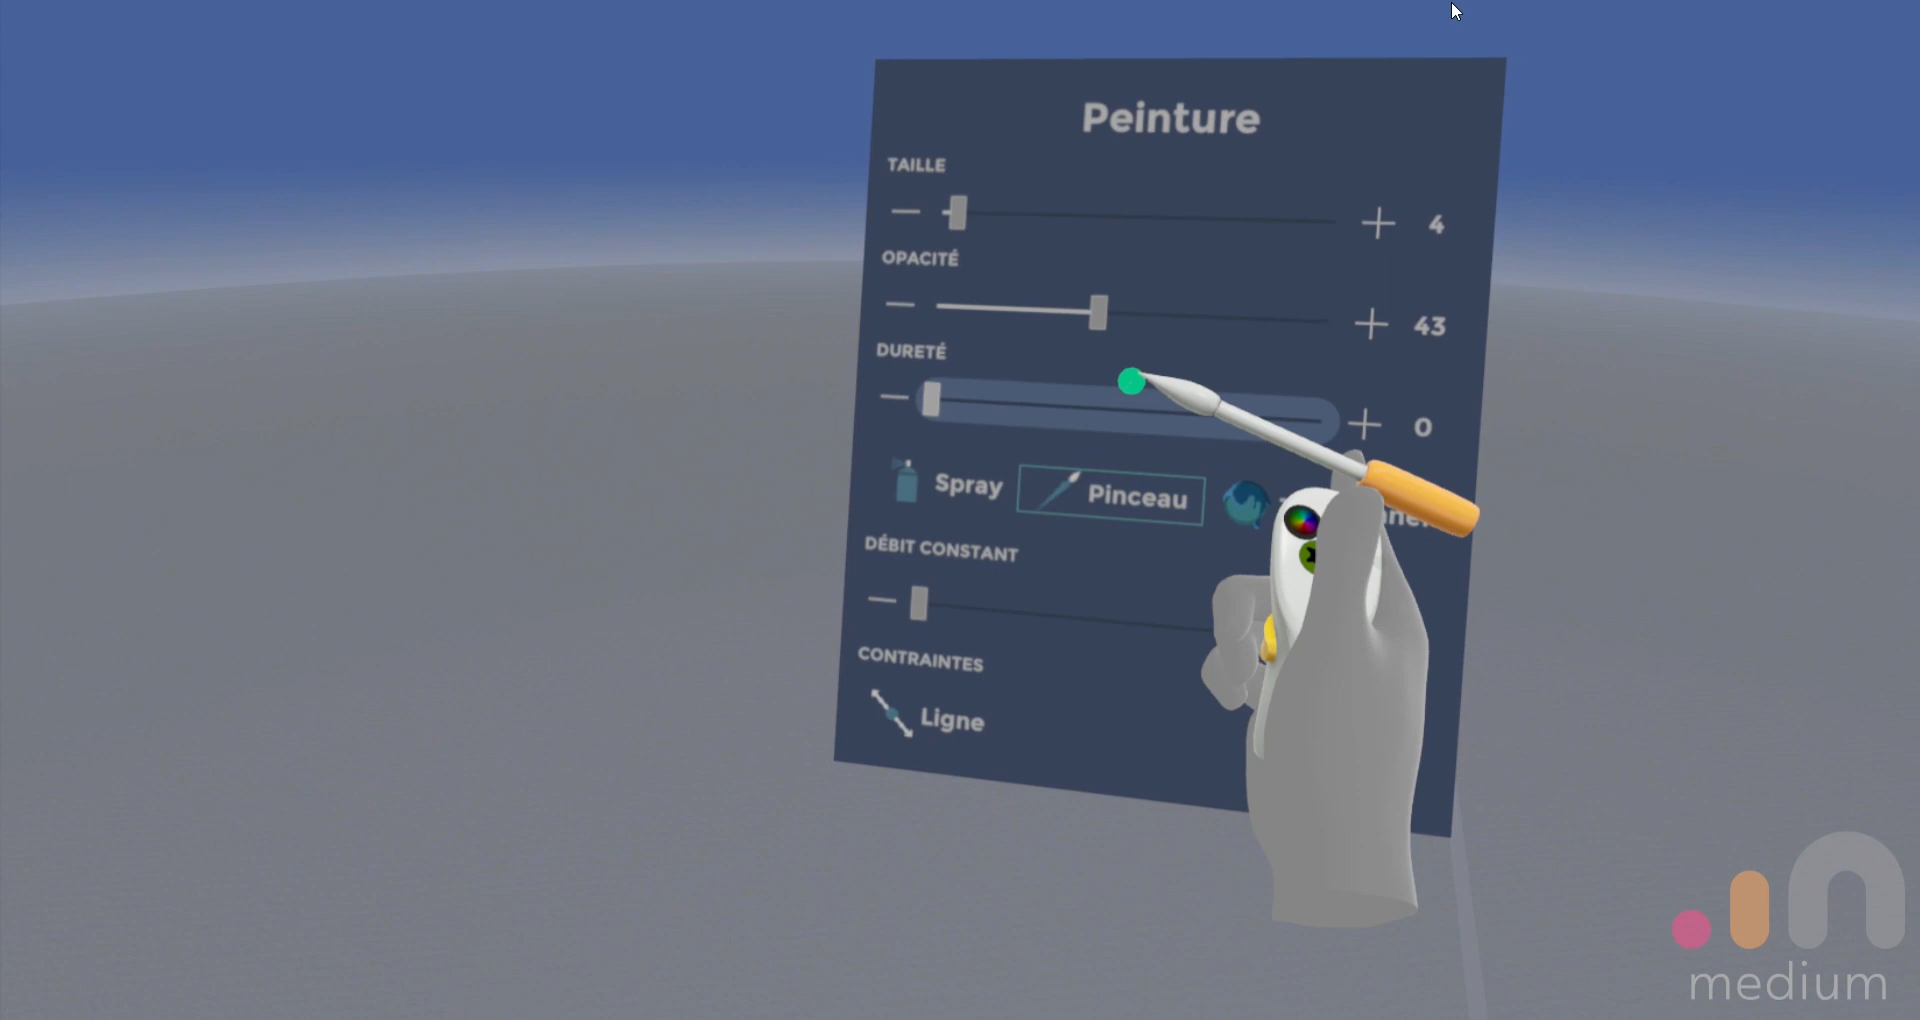 Peinture
TAILLE
4
OPACITÉ
43
DURETÉ
0
Spray Pinceau
DÉBIT CONSTANT
CONTRAINTES
Ligne
medium